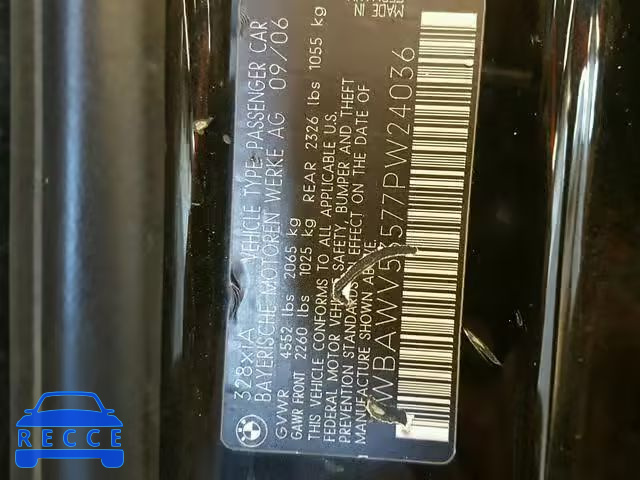 328xiA VEHICLE TYPE: PASSENGER CAR
BAYERISCHE MOTOREN WERKE AG 09/06
GVWR 4552 lbs 2065 kg
GAWR FRONT 2260 lbs 1025 kg REAR 2326 lbs 1055 kg
THIS VEHICLE CONFORMS TO ALL APPLICABLE U.S.
FEDERAL MOTOR VEHICLE SAFETY, BUMPER AND THEFT
PREVENTION STANDARDS IN EFFECT ON THE DATE OF
MANUFACTURE SHOWN ABOVE.
MADE IN
WBAWV53577PW24036
BMW
RECCE